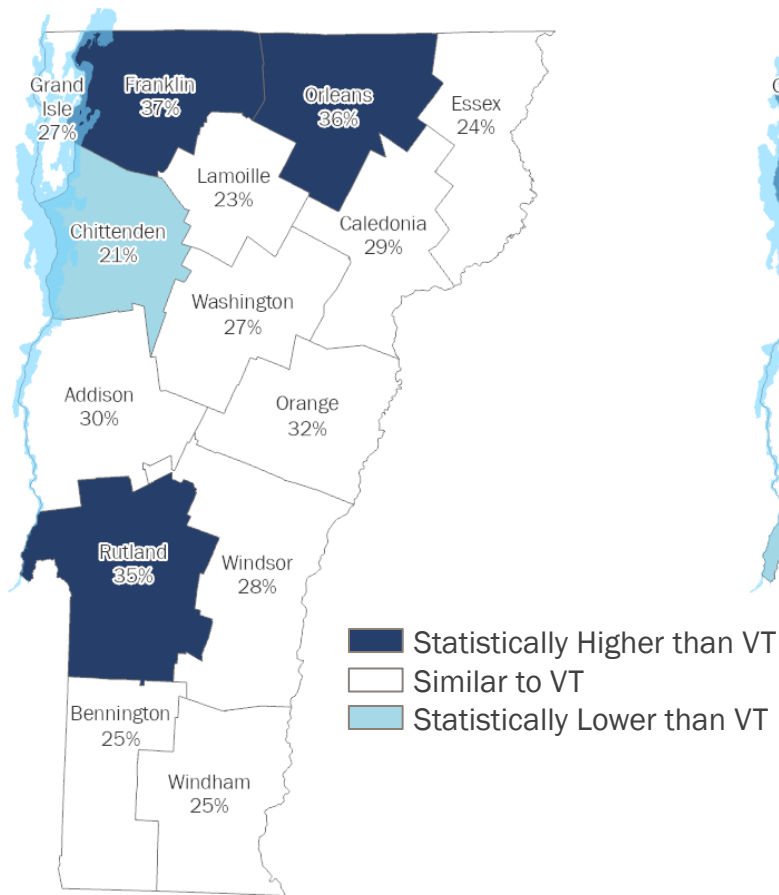 Grand
Isle
27%
Franklin
37%
Orleans
36%
Essex
24%
Lamoille
23%
Caledonia
29%
Chittenden
21%
Washington
27%
Addison
30%
Orange
32%
Rutland
35%
Windsor
28%
Bennington
25%
Windham
25%
Statistically Higher than VT
Similar to VT
Statistically Lower than VT